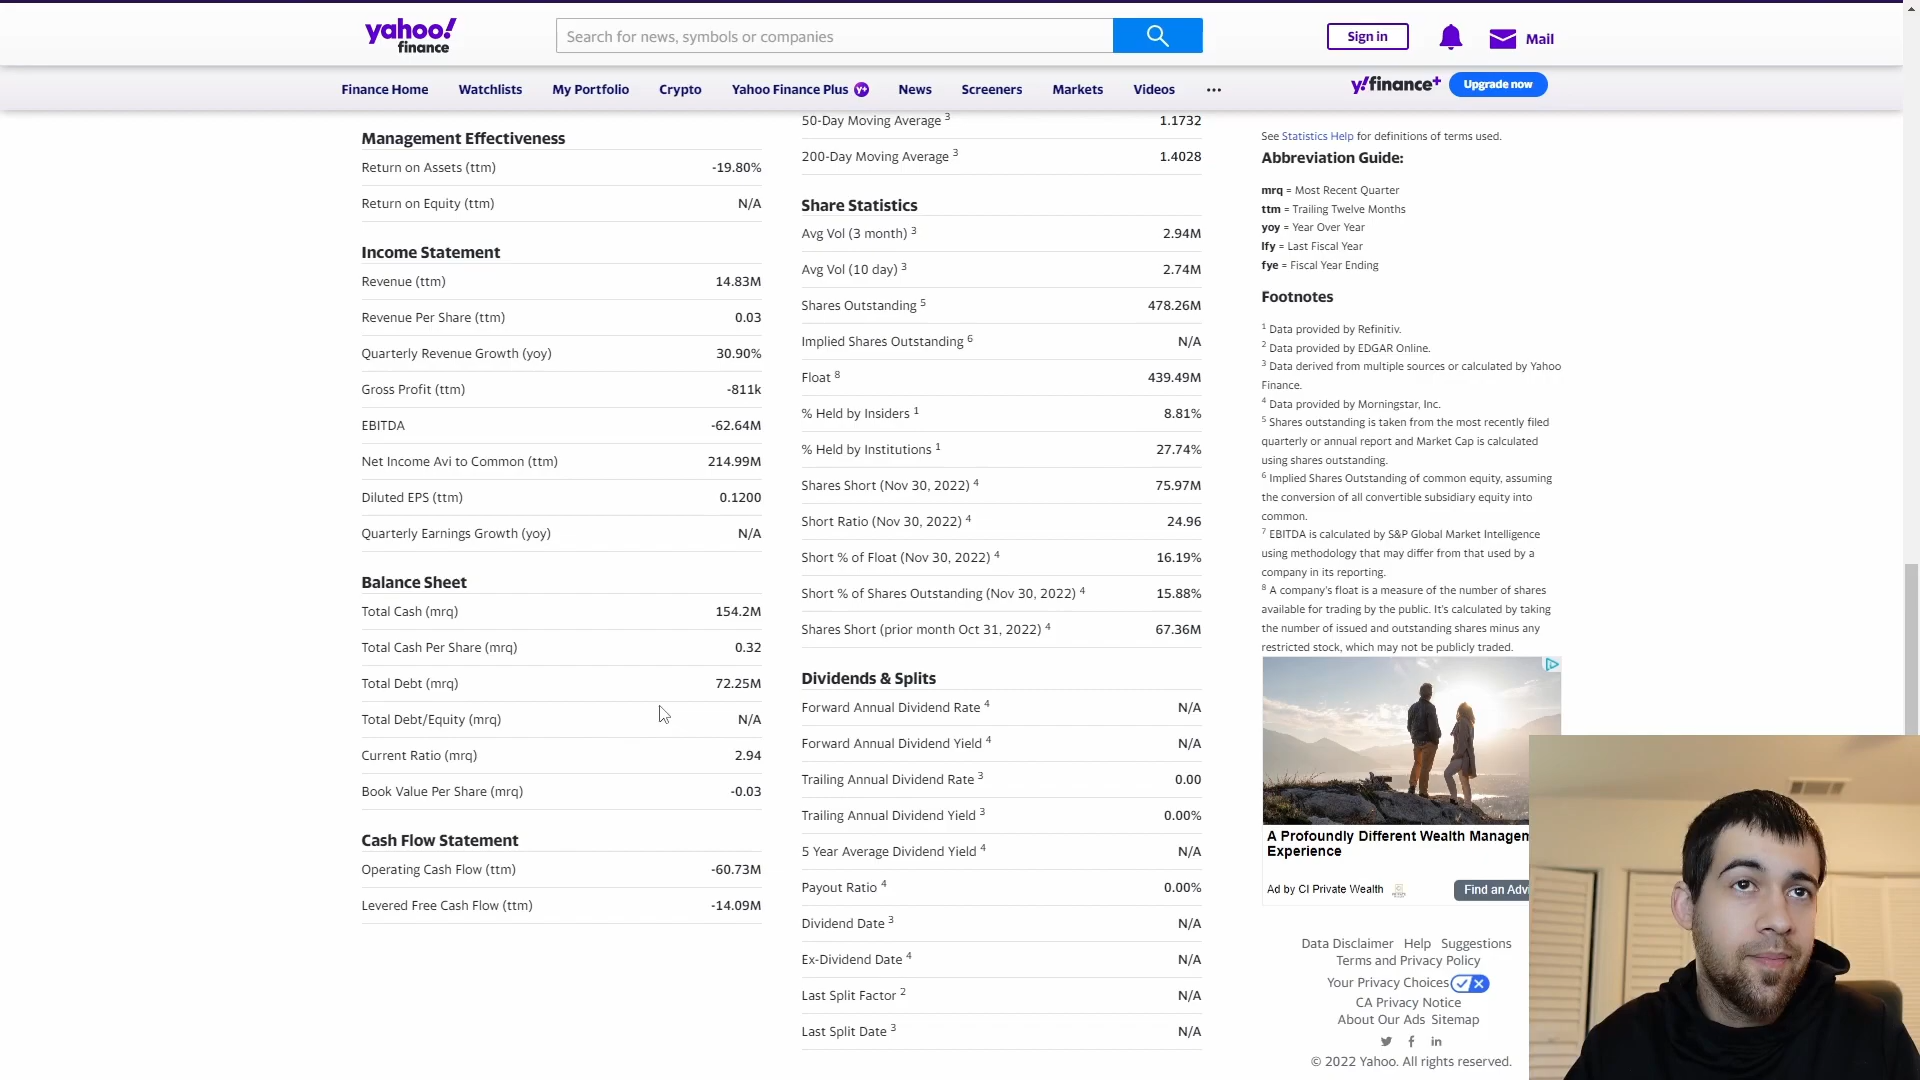 yahoo!
finance
Search for news, symbols or companies
Sign in
Mail
Finance Home Watchlists My Portfolio Crypto Yahoo Finance Plus Y+ News Screeners Markets Videos ...
y!finance+ Upgrade now
Management Effectiveness
Return on Assets (ttm) -19.80%
Return on Equity (ttm) N/A
Income Statement
Revenue (ttm) 14.83M
Revenue Per Share (ttm) 0.03
Quarterly Revenue Growth (yoy) 30.90%
Gross Profit (ttm) -811k
EBITDA -62.64M
Net Income Avi to Common (ttm) 214.99M
Diluted EPS (ttm) 0.1200
Quarterly Earnings Growth (yoy) N/A
Balance Sheet
Total Cash (mrq) 154.2M
Total Cash Per Share (mrq) 0.32
Total Debt (mrq) 72.25M
Total Debt/Equity (mrq) N/A
Current Ratio (mrq) 2.94
Book Value Per Share (mrq) -0.03
Cash Flow Statement
Operating Cash Flow (ttm) -60.73M
Levered Free Cash Flow (ttm) -14.09M
50-Day Moving Average 3 1.1732
200-Day Moving Average 3 1.4028
Share Statistics
Avg Vol (3 month) 3 2.94M
Avg Vol (10 day) 3 2.74M
Shares Outstanding 5 478.26M
Implied Shares Outstanding 6 N/A
Float 8 439.49M
% Held by Insiders 1 8.81%
% Held by Institutions 1 27.74%
Shares Short (Nov 30, 2022) 4 75.97M
Short Ratio (Nov 30, 2022) 4 24.96
Short % of Float (Nov 30, 2022) 4 16.19%
Short % of Shares Outstanding (Nov 30, 2022) 4 15.88%
Shares Short (prior month Oct 31, 2022) 4 67.36M
Dividends & Splits
Forward Annual Dividend Rate 4 N/A
Forward Annual Dividend Yield 4 N/A
Trailing Annual Dividend Rate 3 0.00
Trailing Annual Dividend Yield 3 0.00%
5 Year Average Dividend Yield 4 N/A
Payout Ratio 4 0.00%
Dividend Date 3 N/A
Ex-Dividend Date 4 N/A
Last Split Factor 2 N/A
Last Split Date 3 N/A
See Statistics Help for definitions of terms used.
Abbreviation Guide:
mrq = Most Recent Quarter
ttm = Trailing Twelve Months
yoy = Year Over Year
lfy = Last Fiscal Year
fye = Fiscal Year Ending
Footnotes
1 Data provided by Refinitiv.
2 Data provided by EDGAR Online.
3 Data derived from multiple sources or calculated by Yahoo
Finance.
4 Data provided by Morningstar, Inc.
5 Shares outstanding is taken from the most recently filed
quarterly or annual report and Market Cap is calculated
using shares outstanding.
6 Implied Shares Outstanding of common equity, assuming
the conversion of all convertible subsidiary equity into
common.
7 EBITDA is calculated by S&P Global Market Intelligence
using methodology that may differ from that used by a
company in its reporting.
8 A company's float is a measure of the number of shares
available for trading by the public. It's calculated by taking
the number of issued and outstanding shares minus any
restricted stock, which may not be publicly traded.
A Profoundly Different Wealth Managem
Experience
Ad by CI Private Wealth Find an Advi
Data Disclaimer Help Suggestions
Terms and Privacy Policy
Your Privacy Choices
CA Privacy Notice
About Our Ads Sitemap
© 2022 Yahoo. All rights reserved.